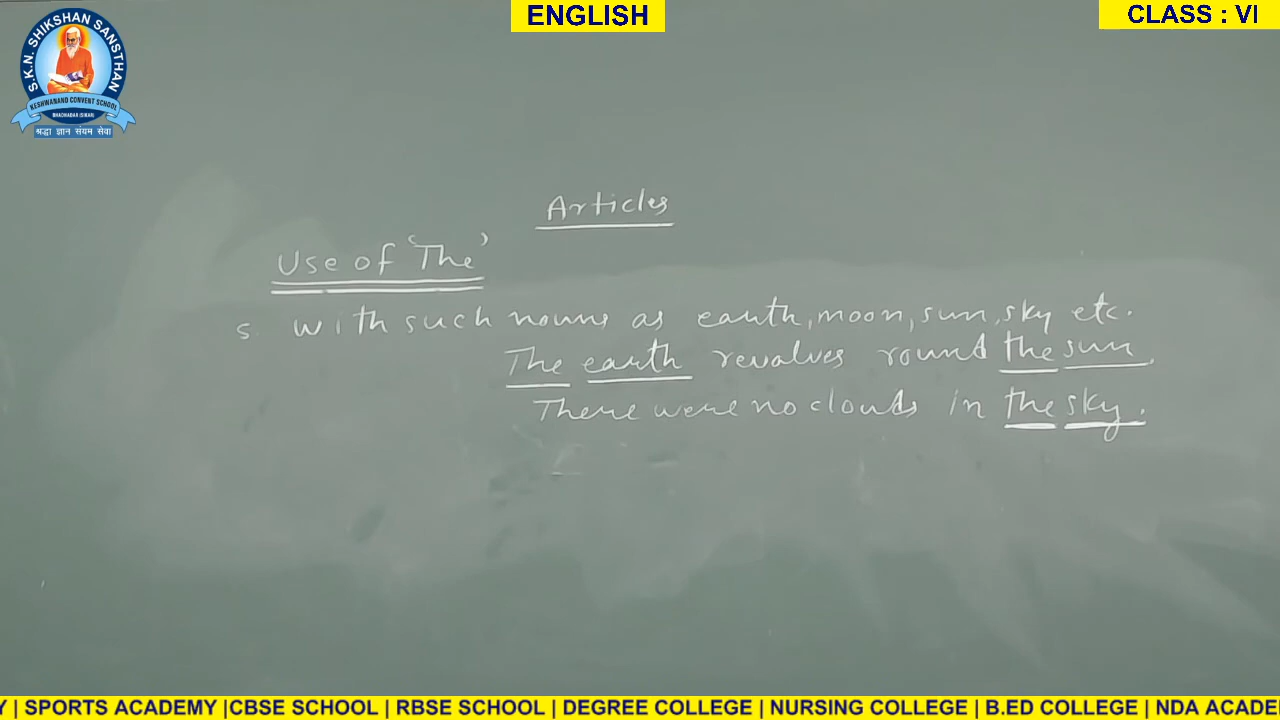 ENGLISH
CLASS : VI
S.K.N. SHIKSHAN SANSTHAN
KESHWANAND CONVENT SCHOOL
BHADHADAR (SIKAR)
श्रद्धा ज्ञान संयम सेवा
Articles
Use of 'The'
5 with such nouns as earth, moon, sun, sky etc.
The earth revolves round the sun.
There were no clouds in the sky.
Y | SPORTS ACADEMY |CBSE SCHOOL | RBSE SCHOOL | DEGREE COLLEGE | NURSING COLLEGE | B.ED COLLEGE | NDA ACADE